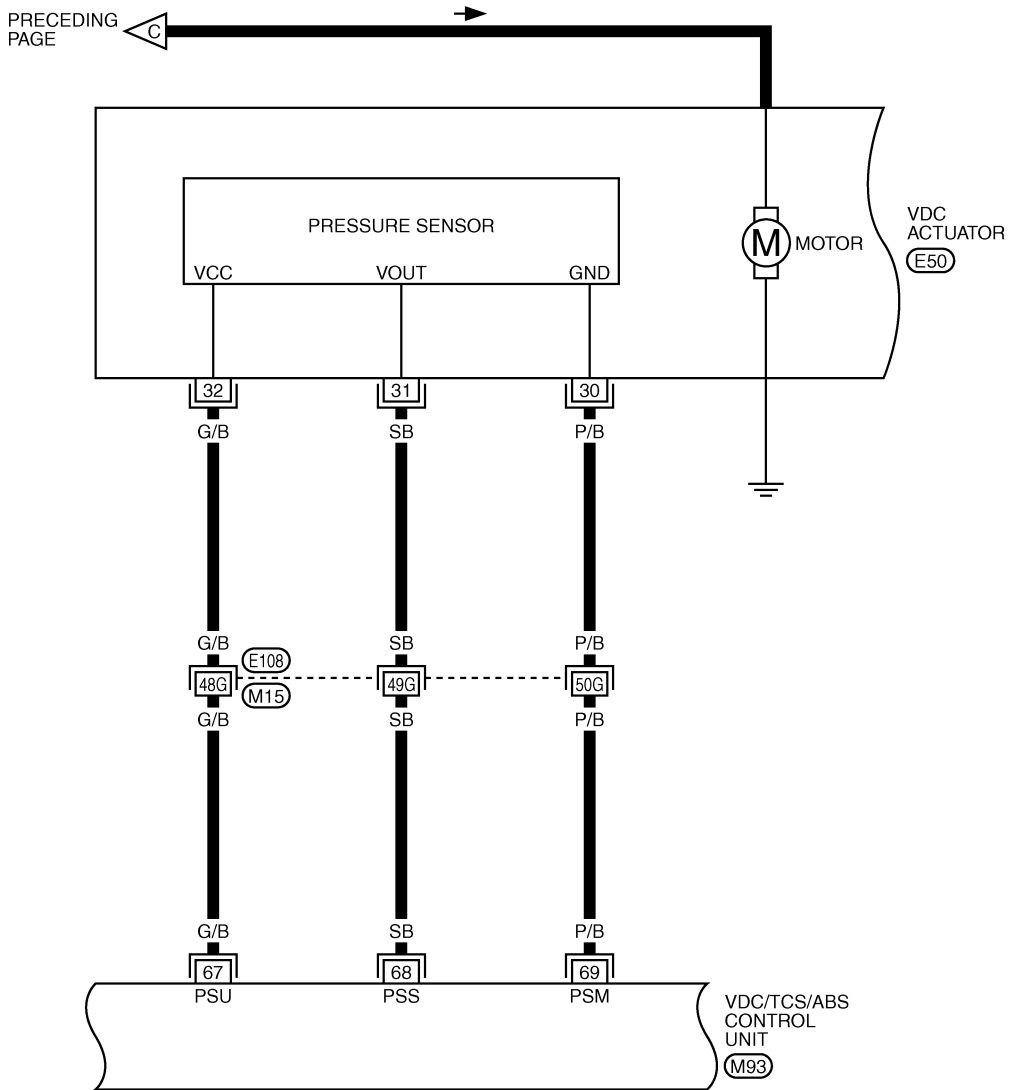 PRECEDING
PAGE
C
PRESSURE SENSOR
VCC VOUT GND
M MOTOR
VDC
ACTUATOR
E50
32 31 30
G/B SB P/B
G/B SB P/B
E108
48G 49G 50G
M15
G/B SB P/B
G/B SB P/B
67 68 69
PSU PSS PSM
VDC/TCS/ABS
CONTROL
UNIT
M93